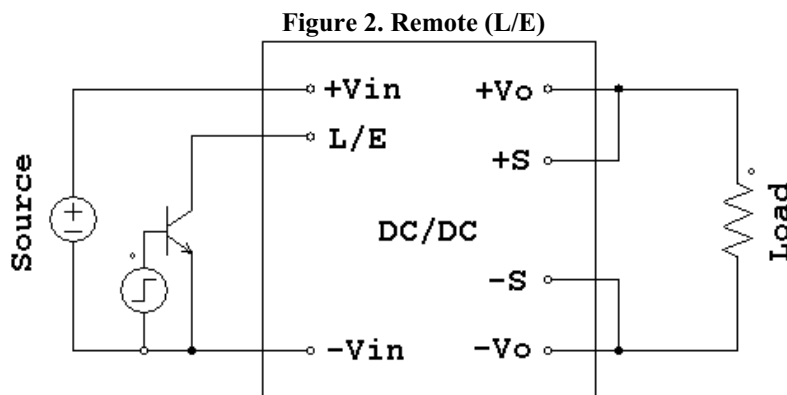 Figure 2. Remote (L/E)
+Vin
+Vo
L/E
+S
Source
DC/DC
Load
-S
-Vin
-Vo